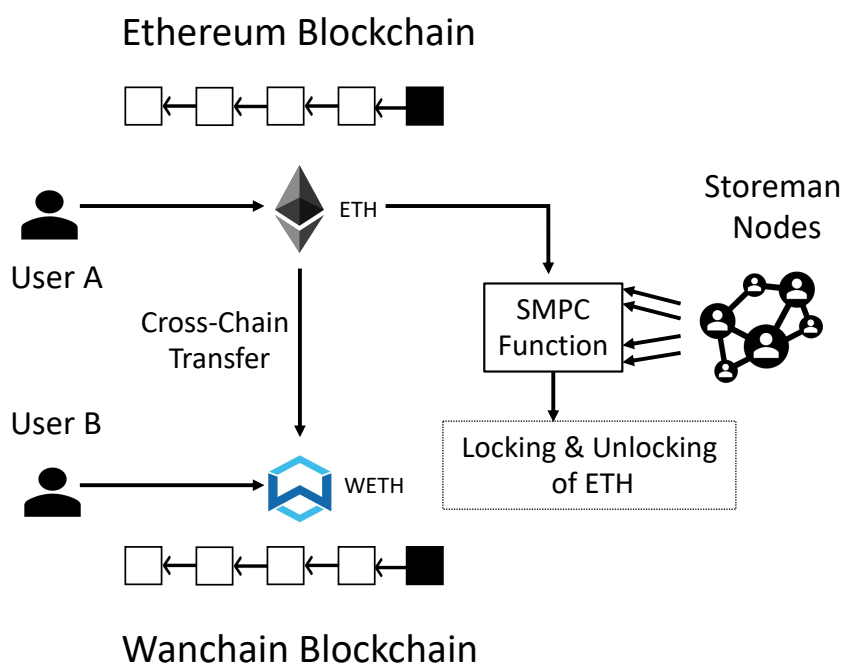 Ethereum Blockchain
ETH
User A
Storeman
Nodes
SMPC
Function
Cross-Chain
Transfer
User B
Locking & Unlocking
of ETH
WETH
Wanchain Blockchain